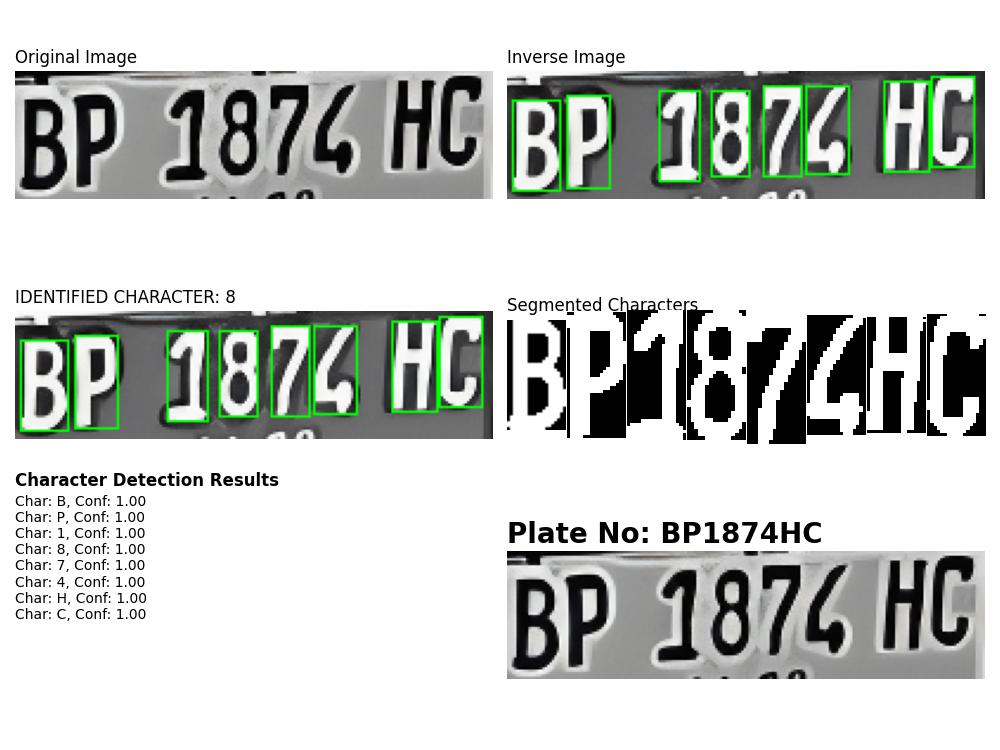 Original Image
BP 1874 HC
Inverse Image
BP 1874 HC
IDENTIFIED CHARACTER: 8
BP 1874 HC
Segmented Characters
BP1874HC
Character Detection Results
Char: B, Conf: 1.00
Char: P, Conf: 1.00
Char: 1, Conf: 1.00
Char: 8, Conf: 1.00
Char: 7, Conf: 1.00
Char: 4, Conf: 1.00
Char: H, Conf: 1.00
Char: C, Conf: 1.00
Plate No: BP1874HC
BP 1874 HC